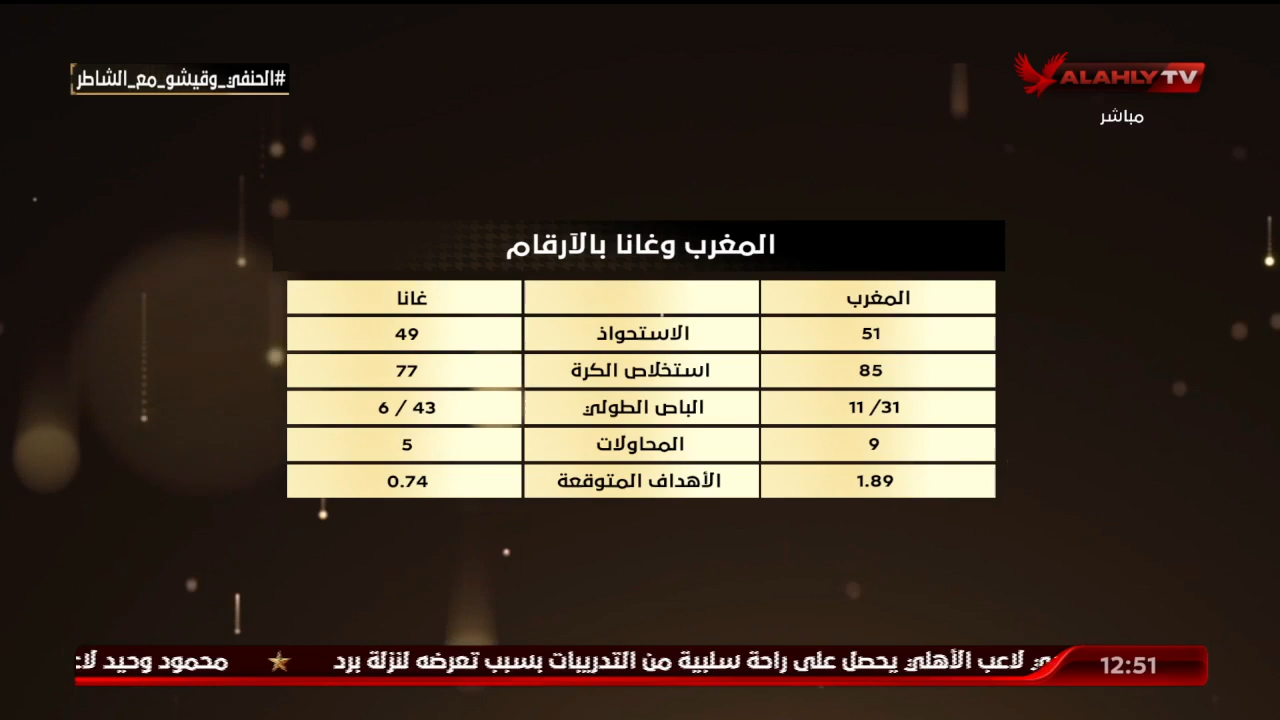 #الحنفي_وقيشو_مع_الشاطر
ALAHLY TV
مباشر
المغرب وغانا بالآرقام
المغرب غانا
51 الاستحواذ 49
85 استخلاص الكرة 77
11 /31 الباص الطولي 6 / 43
9 المحاولات 5
1.89 الأهداف المتوقعة 0.74
12:51
لاعب الأهلي يحصل على راحة سلبية من التدريبات بسبب تعرضه لنزلة برد محمود وحيد